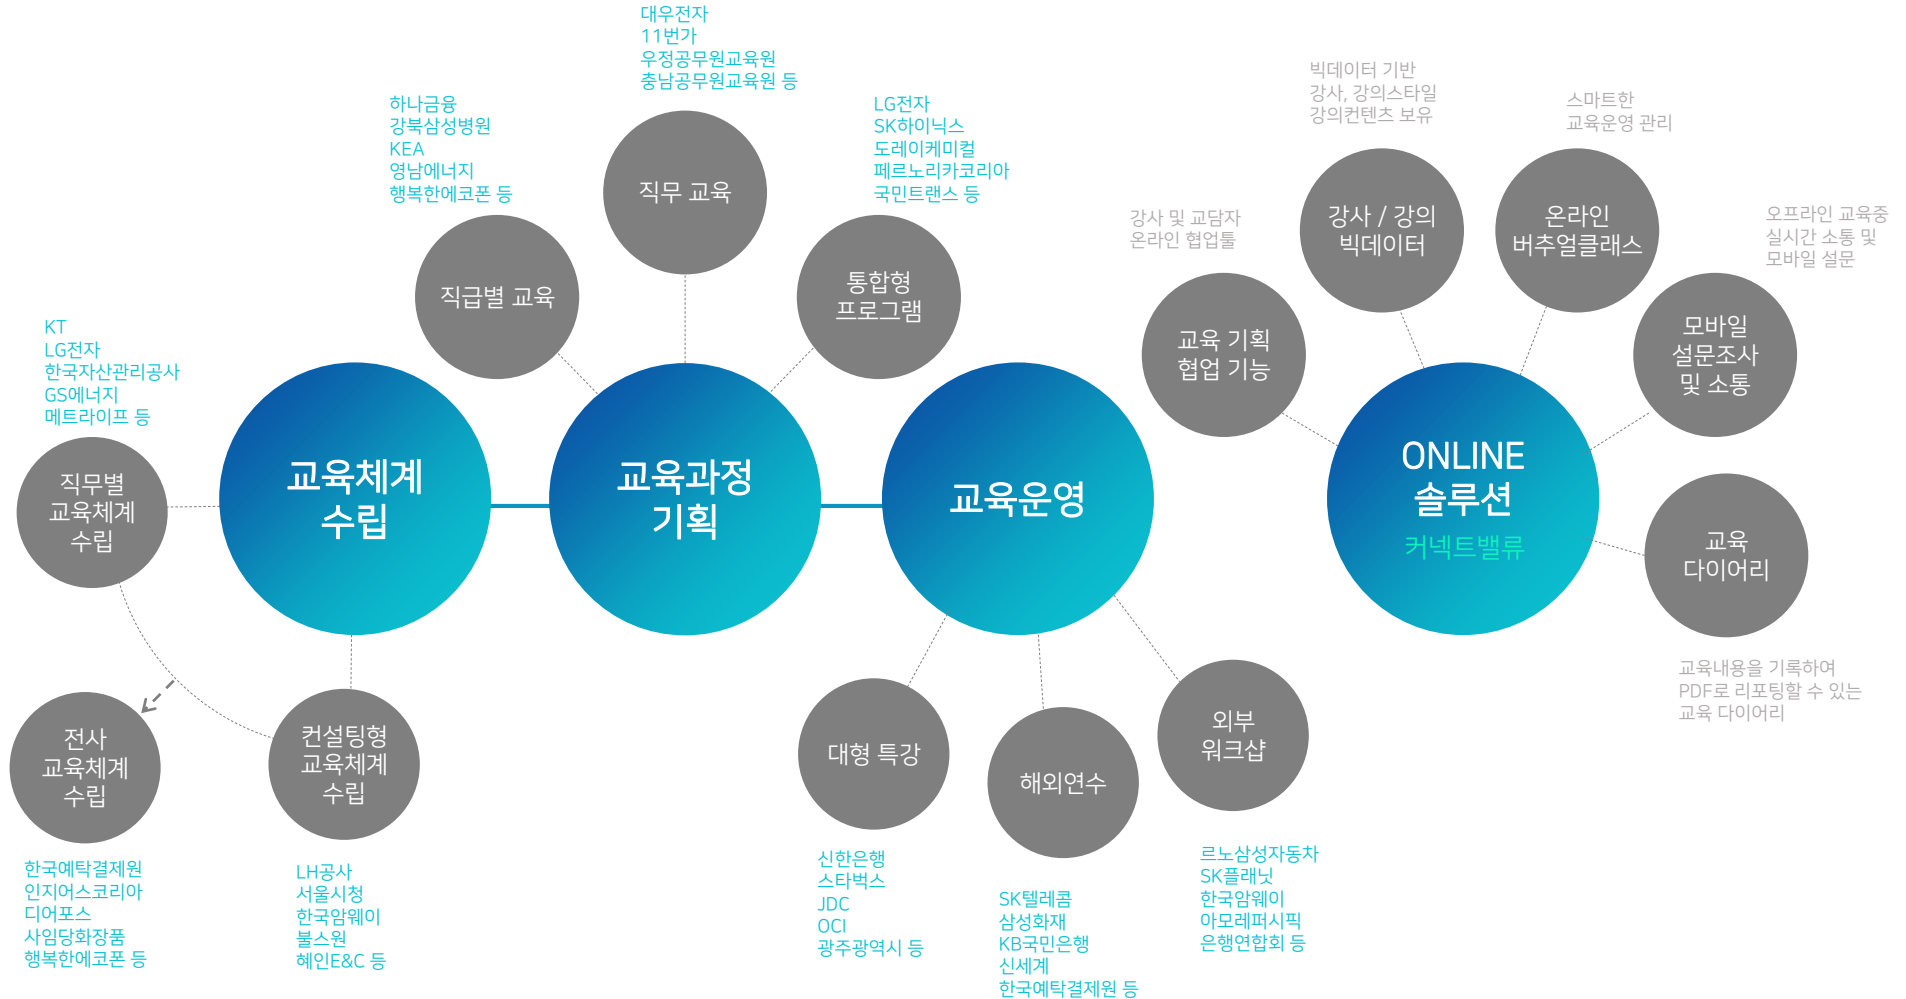 대우전자
11번가
우정공무원교육원
충남공무원교육원 등
하나금융
강북삼성병원
KEA
영남에너지
행복한에코폰 등
LG전자
SK하이닉스
도레이케미컬
페르노리카코리아
국민트랜스 등
직무 교육
직급별 교육
통합형
프로그램
KT
LG전자
한국자산관리공사
GS에너지
메트라이프 등
직무별
교육체계
수립
교육체계
수립
교육과정
기획
교육운영
전사
교육체계
수립
컨설팅형
교육체계
수립
대형 특강
해외연수
외부
워크샵
한국예탁결제원
인지어스코리아
디어포스
사임당화장품
행복한에코폰 등
LH공사
서울시청
한국암웨이
불스원
혜인E&C 등
신한은행
스타벅스
JDC
OCI
광주광역시 등
SK텔레콤
삼성화재
KB국민은행
신세계
한국예탁결제원 등
르노삼성자동차
SK플래닛
한국암웨이
아모레퍼시픽
은행연합회 등
빅데이터 기반
강사, 강의스타일
강의컨텐츠 보유
스마트한
교육운영 관리
강사 및 교담자
온라인 협업툴
오프라인 교육중
실시간 소통 및
모바일 설문
강사 / 강의
빅데이터
온라인
버추얼클래스
교육 기획
협업 기능
모바일
설문조사
및 소통
ONLINE
솔루션
커넥트밸류
교육
다이어리
교육내용을 기록하여
PDF로 리포팅할 수 있는
교육 다이어리